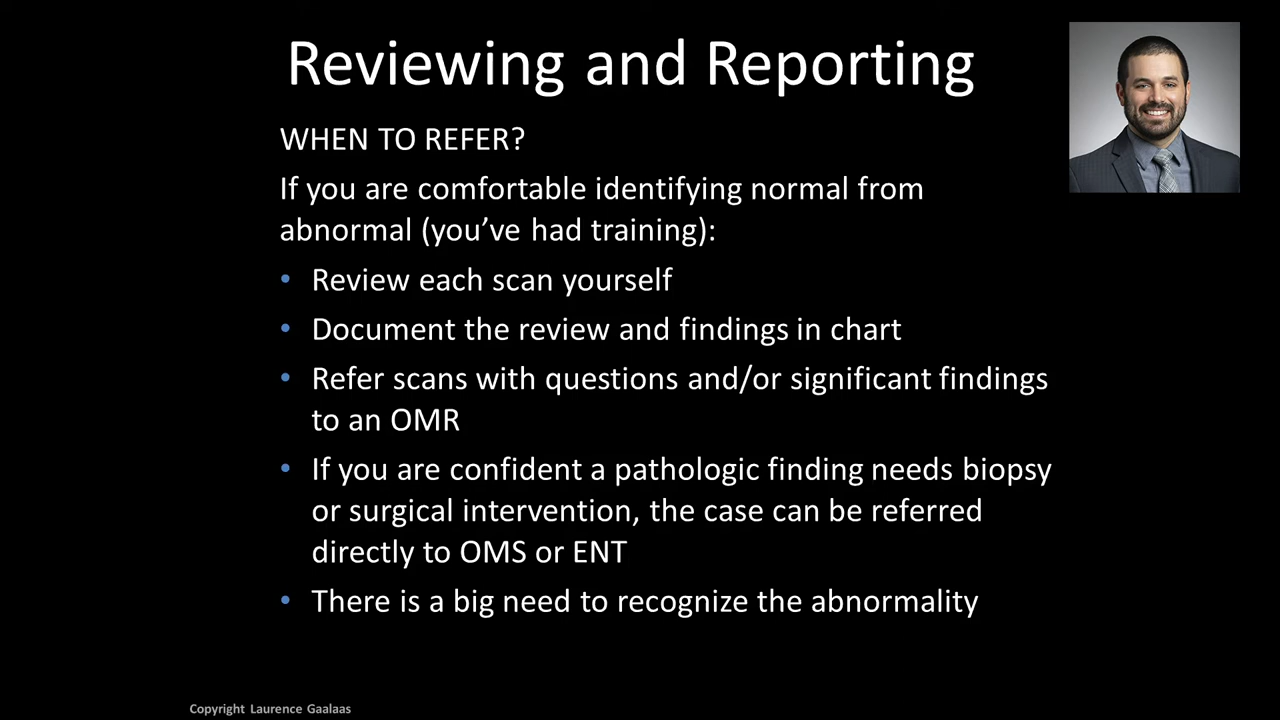 Reviewing and Reporting
WHEN TO REFER?
If you are comfortable identifying normal from
abnormal (you’ve had training):
• Review each scan yourself
• Document the review and findings in chart
• Refer scans with questions and/or significant findings
to an OMR
• If you are confident a pathologic finding needs biopsy
or surgical intervention, the case can be referred
directly to OMS or ENT
• There is a big need to recognize the abnormality
Copyright Laurence Gaalaas